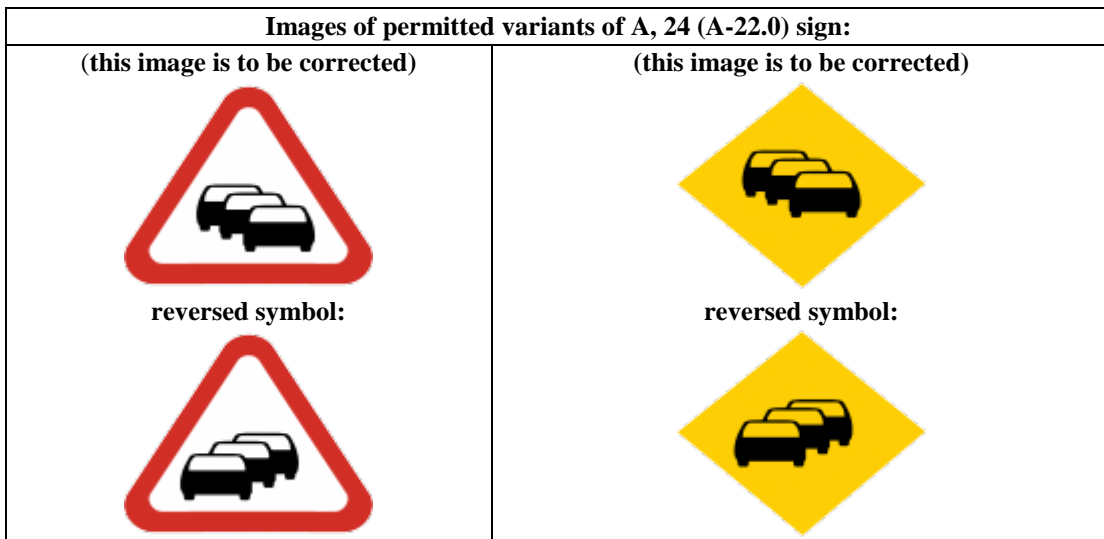 Images of permitted variants of A, 24 (A-22.0) sign:
(this image is to be corrected)
(this image is to be corrected)
reversed symbol:
reversed symbol: